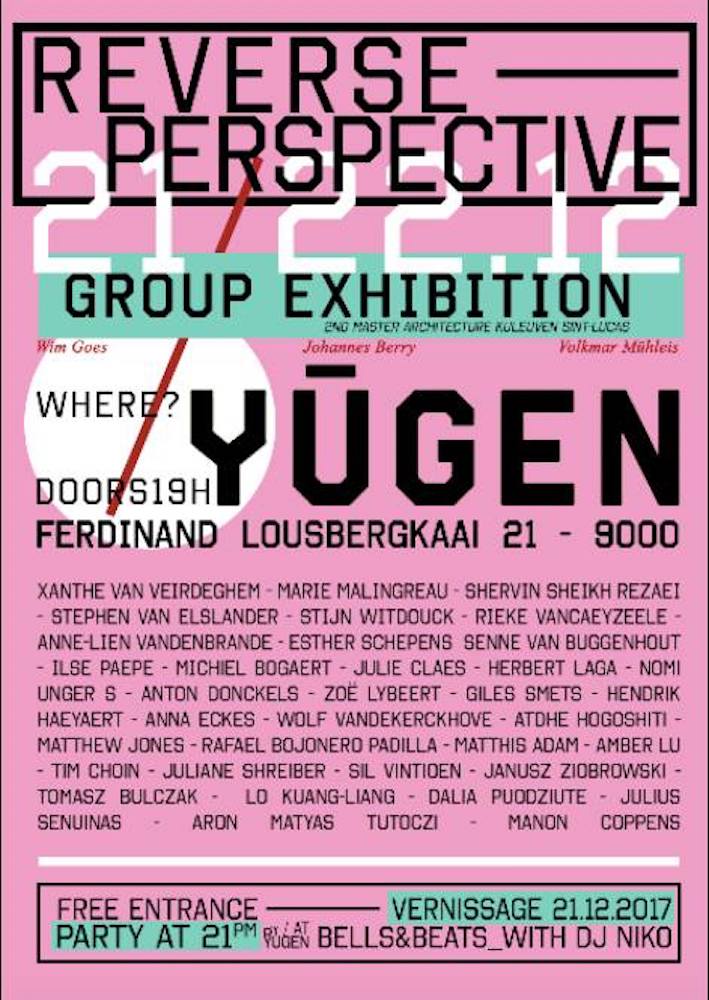 REVERSE
PERSPECTIVE
21/22.12
GROUP EXHIBITION
2ND MASTER ARCHITECTURE KULEUVEN SINT-LUCAS
Wim Goes Johannes Berry Volkmar Mühleis
WHERE? YŪGEN
DOORS19H
FERDINAND LOUSBERGKAAI 21 - 9000
XANTHE VAN VEIRDEGHEM - MARIE MALINGREAU - SHERVIN SHEIKH REZAEI
- STEPHEN VAN ELSLANDER - STIJN WITDOUCK - RIEKE VANCAEYZEELE -
ANNE-LIEN VANDENBRANDE - ESTHER SCHEPENS SENNE VAN BUGGENHOUT
- ILSE PAEPE - MICHIEL BOGAERT - JULIE CLAES - HERBERT LAGA - NOMI
UNGER S - ANTON DONCKELS - ZOË LYBEERT - GILES SMETS - HENDRIK
HAEYAERT - ANNA ECKES - WOLF VANDEKERCKHOVE - ATDHE HOGOSHITI -
MATTHEW JONES - RAFAEL BOJONERO PADILLA - MATTHIS ADAM - AMBER LU
- TIM CHOIN - JULIANE SHREIBER - SIL VINTIOEN - JANUSZ ZIOBROWSKI -
TOMASZ BULCZAK - LO KUANG-LIANG - DALIA PUODZIUTE - JULIUS
SENUINAS - ARON MATYAS TUTOCZI - MANON COPPENS
FREE ENTRANCE VERNISSAGE 21.12.2017
PARTY AT 21PM BY / AT YŪGEN BELLS&BEATS_WITH DJ NIKO